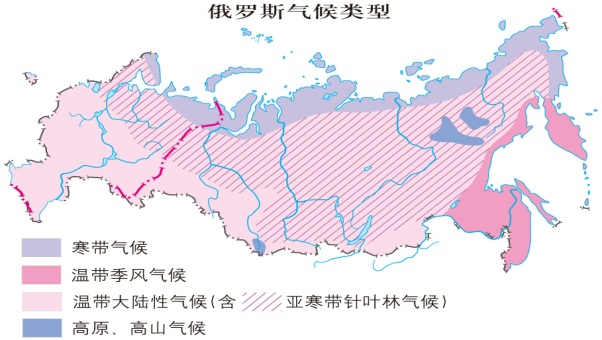 俄罗斯气候类型
寒带气候
温带季风气候
温带大陆性气候(含 亚寒带针叶林气候)
高原、高山气候